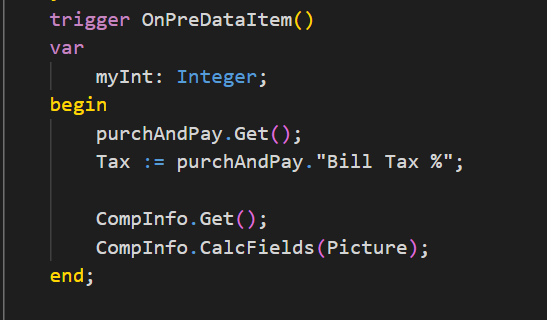 trigger OnPreDataItem()
var
myInt: Integer;
begin
purchAndPay.Get();
Tax := purchAndPay."Bill Tax %";
CompInfo.Get();
CompInfo.CalcFields(Picture);
end;